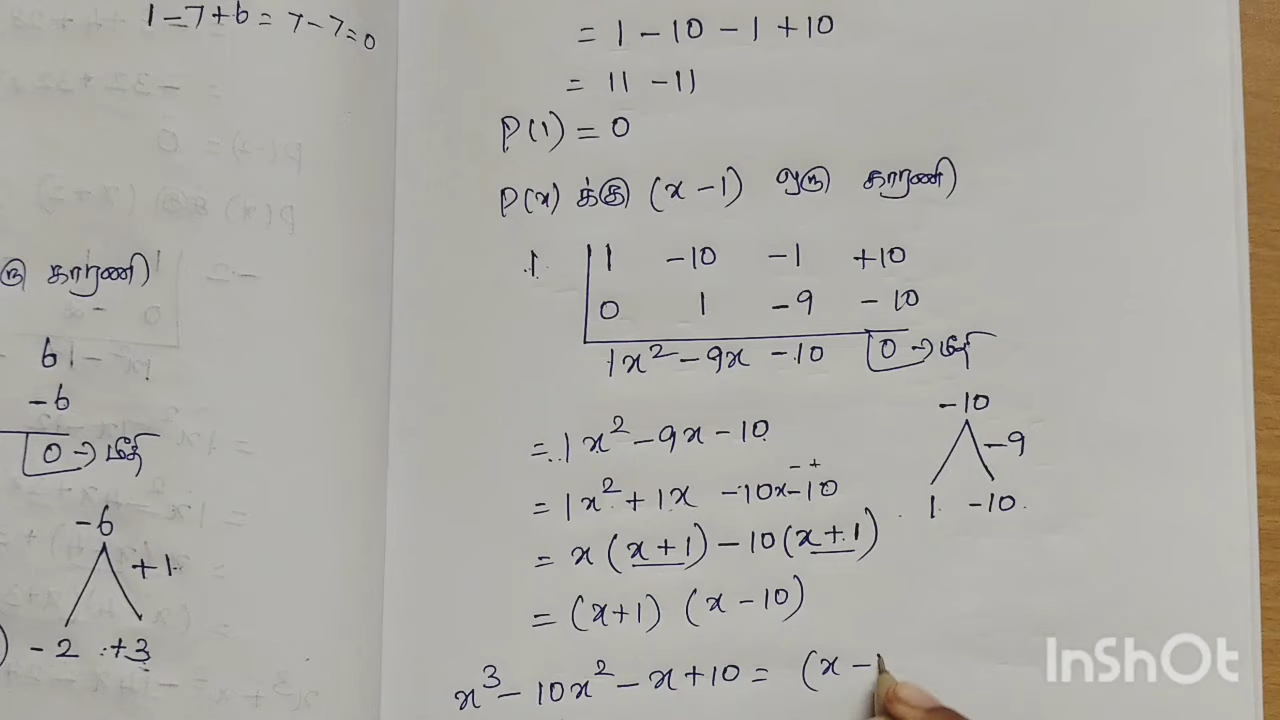 1 - 7 + 6 = 7 - 7 = 0
ரு காரணி)
6
- 6
0 → மீதி
- 6
+ 1
) - 2 + 3
= 1 - 10 - 1 + 10
= 11 - 11
P(1) = 0
P(x) க்கு (x - 1) ஒரு காரணி)
1 | 1 - 10 - 1 + 10
0 1 - 9 - 10
1x² - 9x - 10 0 → மீதி
= 1x² - 9x - 10
= 1x² + 1x - 10x - 10
- +
= x (x + 1) - 10 (x + 1)
= (x + 1) (x - 10)
- 10
- 9
1 - 10
x³ - 10x² - x + 10 = (x -
InShOt